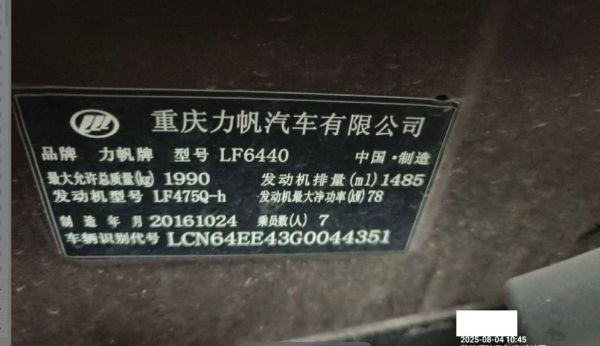 重庆力帆汽车有限公司
品牌 力帆牌 型号 LF6440 中国·制造
最大允许总质量(kg) 1990 发动机排量(ml) 1485
发动机型号 LF475Q-h 发动机最大净功率(kW) 78
制造年月 20161024 乘员数(人) 7
车辆识别代号 LCN64EE43G0044351
2025-08-04 10:45